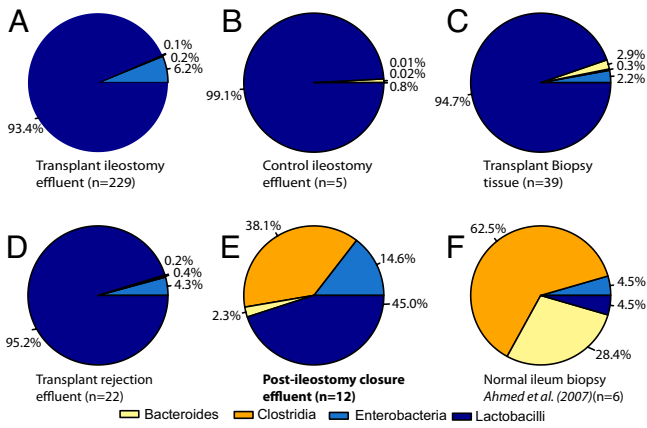 A
0.1%
0.2%
6.2%
93.4%
Transplant ileostomy
effluent (n=229)
B
0.01%
0.02%
0.8%
99.1%
Control ileostomy
effluent (n=5)
C
2.9%
0.3%
2.2%
94.7%
Transplant Biopsy
tissue (n=39)
D
0.2%
0.4%
4.3%
95.2%
Transplant rejection
effluent (n=22)
E
38.1%
14.6%
2.3%
45.0%
Post-ileostomy closure
effluent (n=12)
F
62.5%
4.5%
4.5%
28.4%
Normal ileum biopsy
Ahmed et al. (2007)(n=6)
Bacteroides Clostridia Enterobacteria Lactobacilli